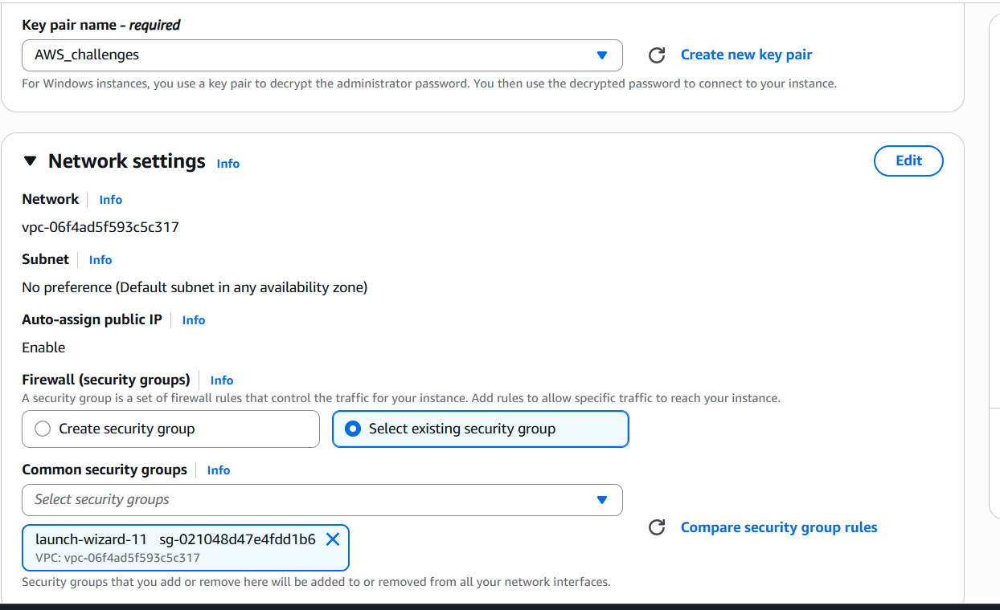 Key pair name - required
AWS_challenges
Create new key pair
For Windows instances, you use a key pair to decrypt the administrator password. You then use the decrypted password to connect to your instance.
Network settings Info
Edit
Network Info
vpc-06f4ad5f593c5c317
Subnet Info
No preference (Default subnet in any availability zone)
Auto-assign public IP Info
Enable
Firewall (security groups) Info
A security group is a set of firewall rules that control the traffic for your instance. Add rules to allow specific traffic to reach your instance.
Create security group
Select existing security group
Common security groups Info
Select security groups
launch-wizard-11 sg-021048d47e4fdd1b6
VPC: vpc-06f4ad5f593c5c317
Compare security group rules
Security groups that you add or remove here will be added to or removed from all your network interfaces.